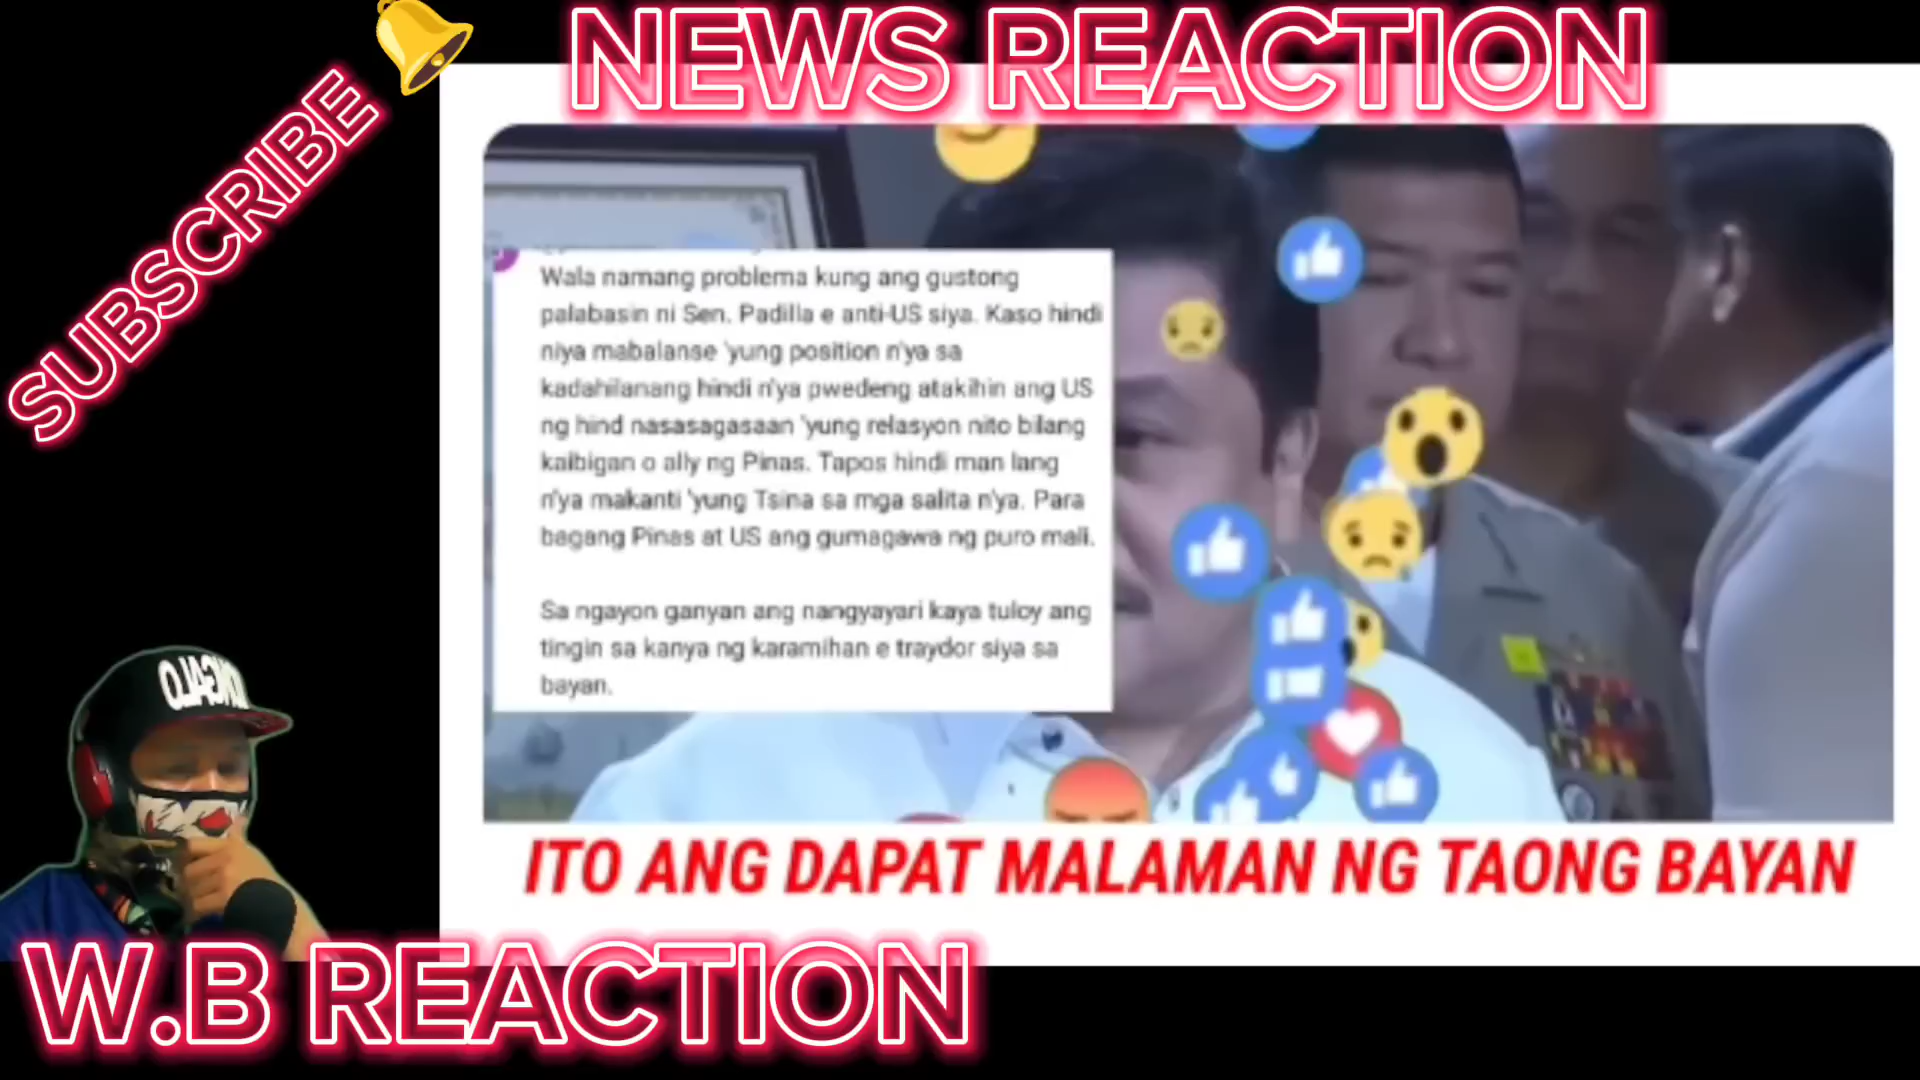 SUBSCRIBE
NEWS REACTION
Wala namang problema kung ang gustong
palabasin ni Sen. Padilla e anti-US siya. Kaso hindi
niya mabalanse 'yung position n'ya sa
kadahilanang hindi n'ya pwedeng atakihin ang US
ng hind nasasagasaan 'yung relasyon nito bilang
kaibigan o ally ng Pinas. Tapos hindi man lang
n'ya makanti 'yung Tsina sa mga salita n'ya. Para
bagang Pinas at US ang gumagawa ng puro mali.
Sa ngayon ganyan ang nangyayari kaya tuloy ang
tingin sa kanya ng karamihan e traydor siya sa
bayan.
ITO ANG DAPAT MALAMAN NG TAONG BAYAN
W.B REACTION